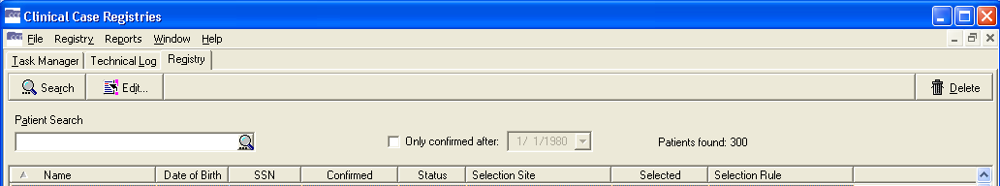 Clinical Case Registries
File Registry Reports Window Help
Task Manager Technical Log Registry
Search Edit... Delete
Patient Search
Only confirmed after: 1/ 1/1980 Patients found: 300
Name Date of Birth SSN Confirmed Status Selection Site Selected Selection Rule